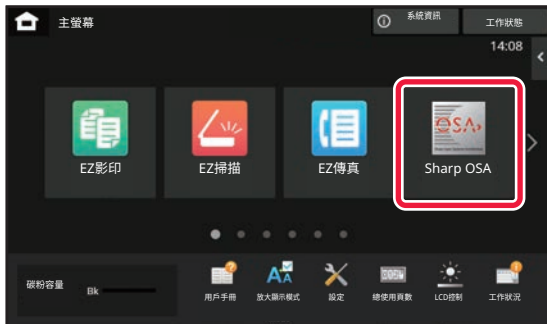 主螢幕
系統資訊
工作狀態
14:08
EZ影印
EZ掃描
EZ傳真
OSA
Sharp OSA
碳粉容量
Bk
用戶手冊
放大顯示模式
設定
總使用頁數
LCD控制
工作狀況